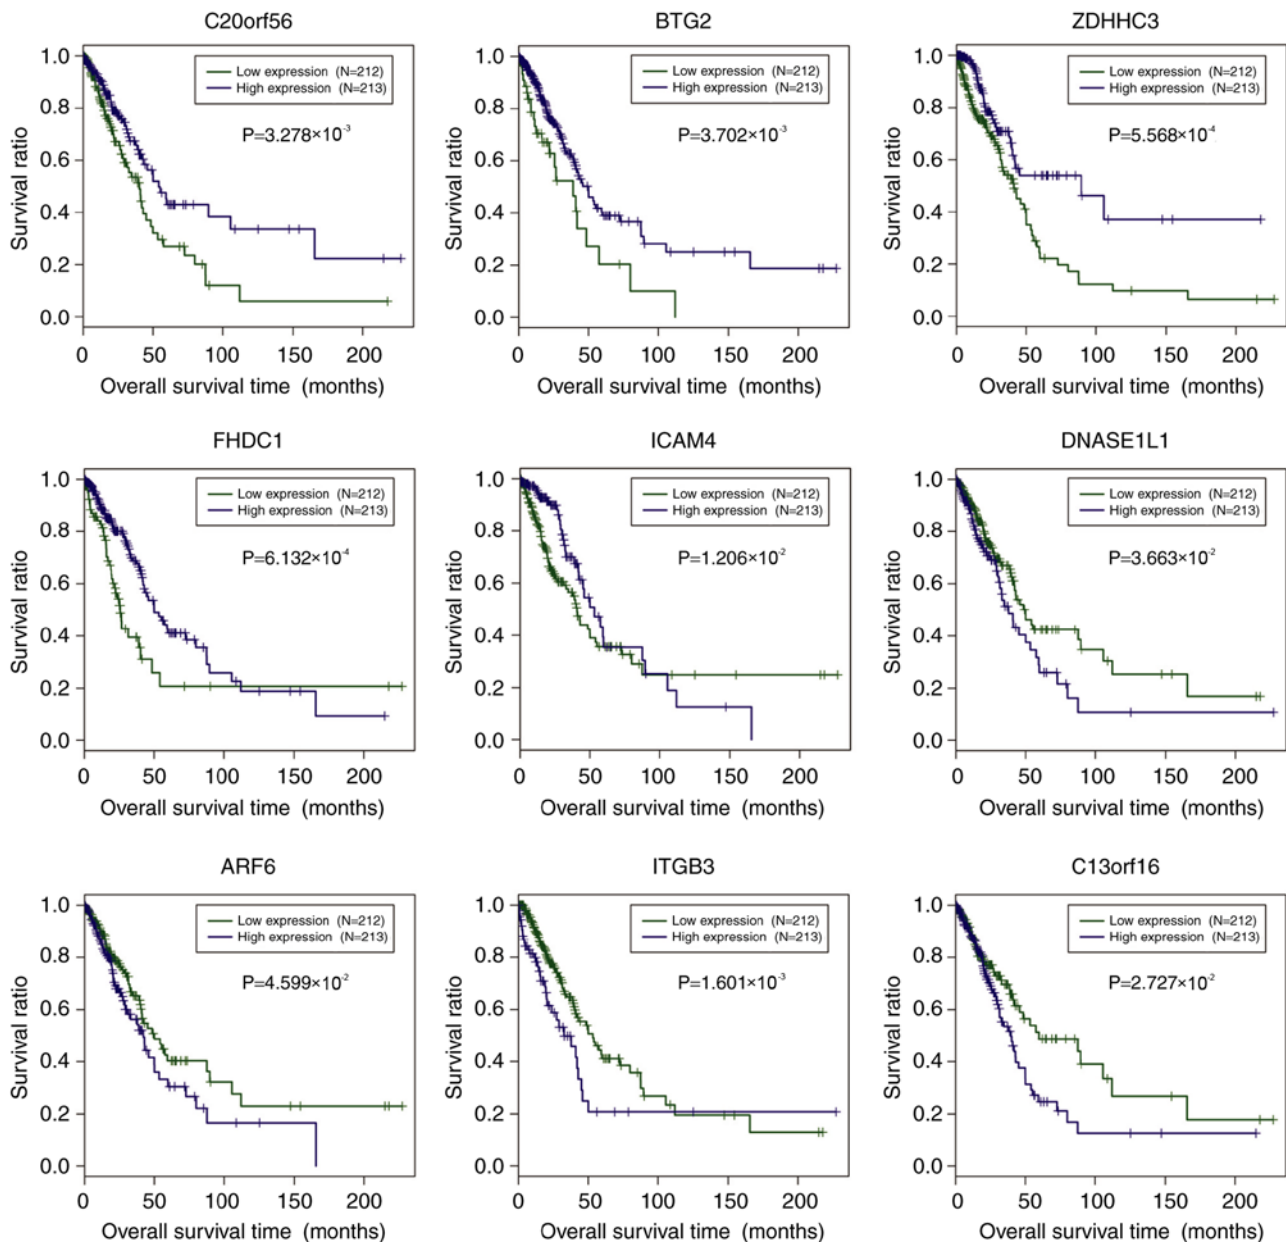 C20orf56 BTG2 ZDHHC3
1.0 0.8 0.6 0.4 0.2 0.0 Survival ratio
Low expression (N=212)
High expression (N=213)
P=3.278×10⁻³
0 50 100 150 200
Overall survival time (months)
1.0 0.8 0.6 0.4 0.2 0.0 Survival ratio
Low expression (N=212)
High expression (N=213)
P=3.702×10⁻³
0 50 100 150 200
Overall survival time (months)
1.0 0.8 0.6 0.4 0.2 0.0 Survival ratio
Low expression (N=212)
High expression (N=213)
P=5.568×10⁻⁴
0 50 100 150 200
Overall survival time (months)
FHDC1 ICAM4 DNASE1L1
1.0 0.8 0.6 0.4 0.2 0.0 Survival ratio
Low expression (N=212)
High expression (N=213)
P=6.132×10⁻⁴
0 50 100 150 200
Overall survival time (months)
1.0 0.8 0.6 0.4 0.2 0.0 Survival ratio
Low expression (N=212)
High expression (N=213)
P=1.206×10⁻²
0 50 100 150 200
Overall survival time (months)
1.0 0.8 0.6 0.4 0.2 0.0 Survival ratio
Low expression (N=212)
High expression (N=213)
P=3.663×10⁻²
0 50 100 150 200
Overall survival time (months)
ARF6 ITGB3 C13orf16
1.0 0.8 0.6 0.4 0.2 0.0 Survival ratio
Low expression (N=212)
High expression (N=213)
P=4.599×10⁻²
0 50 100 150 200
Overall survival time (months)
1.0 0.8 0.6 0.4 0.2 0.0 Survival ratio
Low expression (N=212)
High expression (N=213)
P=1.601×10⁻³
0 50 100 150 200
Overall survival time (months)
1.0 0.8 0.6 0.4 0.2 0.0 Survival ratio
Low expression (N=212)
High expression (N=213)
P=2.727×10⁻²
0 50 100 150 200
Overall survival time (months)